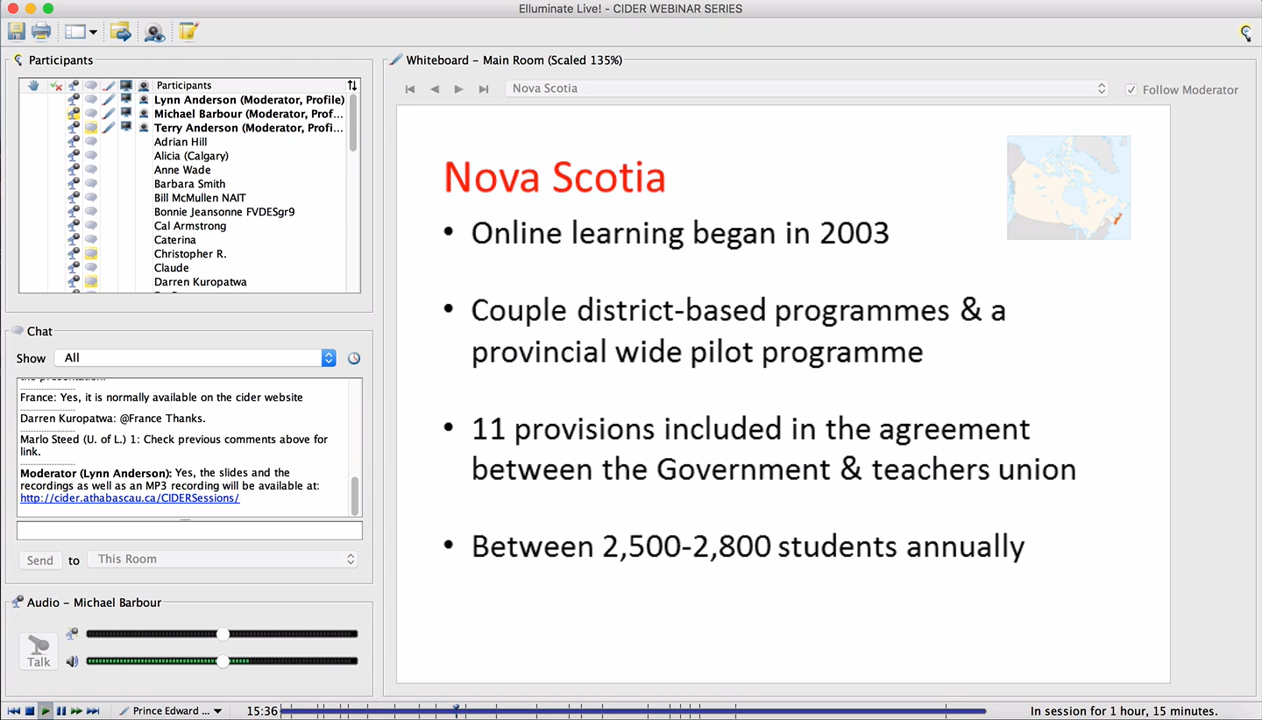 Elluminate Live! - CIDER WEBINAR SERIES
Participants
Participants
Lynn Anderson (Moderator, Profile)
Michael Barbour (Moderator, Prof...
Terry Anderson (Moderator, Profi...
Adrian Hill
Alicia (Calgary)
Anne Wade
Barbara Smith
Bill McMullen NAIT
Bonnie Jeansonne FVDESgr9
Cal Armstrong
Caterina
Christopher R.
Claude
Darren Kuropatwa
Chat
Show All
the presentation.
France: Yes, it is normally available on the cider website
Darren Kuropatwa: @France Thanks.
Marlo Steed (U. of L.) 1: Check previous comments above for
link.
Moderator (Lynn Anderson): Yes, the slides and the
recordings as well as an MP3 recording will be available at:
http://cider.athabascau.ca/CIDERSessions/
Send to This Room
Audio - Michael Barbour
Talk
Whiteboard - Main Room (Scaled 135%)
Nova Scotia
Follow Moderator
Nova Scotia
• Online learning began in 2003
• Couple district-based programmes & a
provincial wide pilot programme
• 11 provisions included in the agreement
between the Government & teachers union
• Between 2,500-2,800 students annually
Prince Edward ... 15:36
In session for 1 hour, 15 minutes.